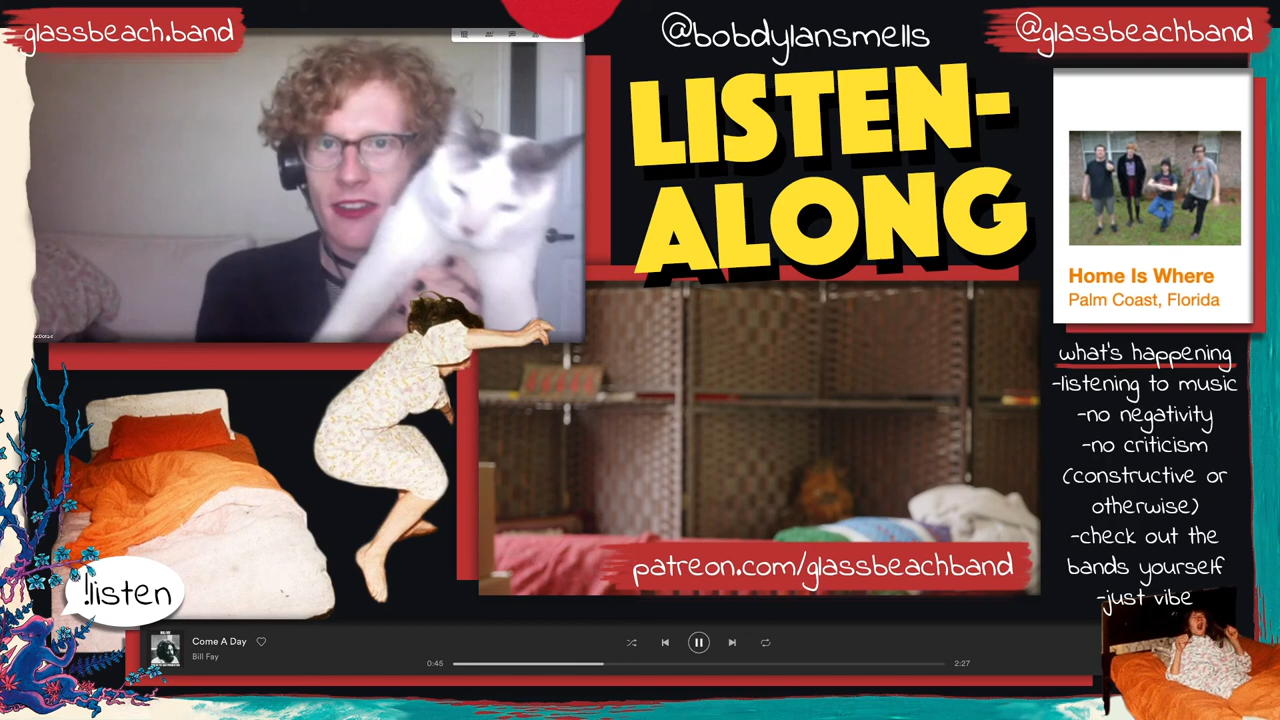 glassbeach.band
@bobdylansmells
@glassbeachband
LISTEN-
ALONG
Home Is Where
Palm Coast, Florida
what's happening
-listening to music
-no negativity
-no criticism
(constructive or
otherwise)
-check out the
bands yourself
-just vibe
patreon.com/glassbeachband
!listen
Come A Day
Bill Fay
0:45
2:27